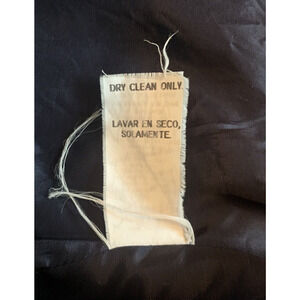 DRY CLEAN ONLY
LAVAR EN SECO,
SOLAMENTE.